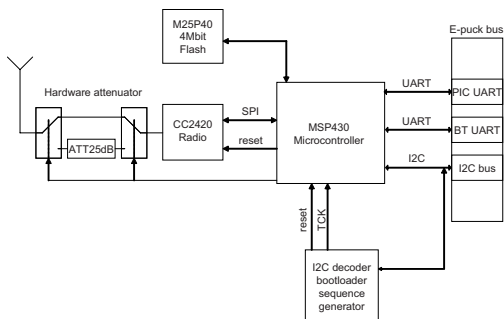 M25P40
4Mbit
Flash
E-puck bus
Hardware attenuator
ATT25dB
CC2420
Radio
SPI
reset
MSP430
Microcontroller
UART
PIC UART
UART
BT UART
I2C
I2C bus
reset
TCK
I2C decoder
bootloader
sequence
generator